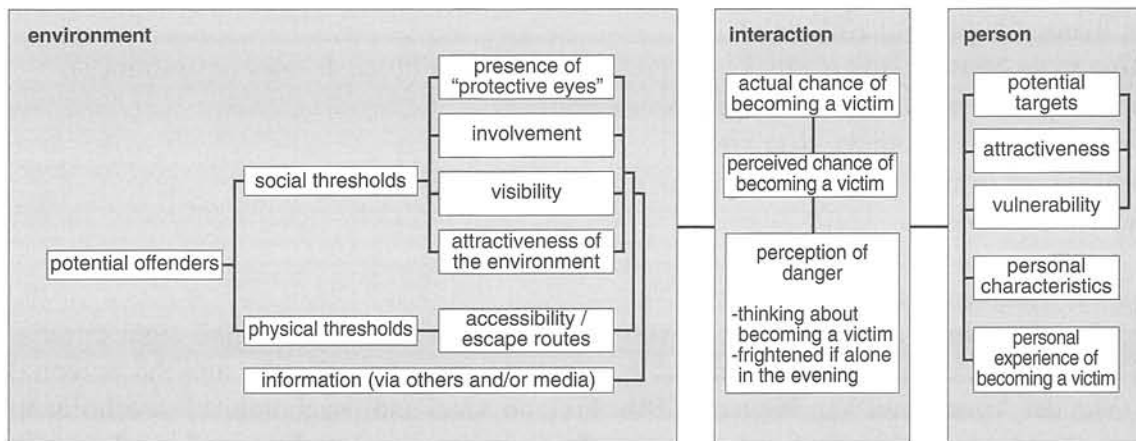 environment
presence of
“protective eyes”
involvement
social thresholds
visibility
attractiveness of
the environment
potential offenders
physical thresholds
accessibility /
escape routes
information (via others and/or media)
interaction
actual chance of
becoming a victim
perceived chance of
becoming a victim
perception of
danger
-thinking about
becoming a victim
-frightened if alone
in the evening
person
potential
targets
attractiveness
vulnerability
personal
characteristics
personal
experience of
becoming a victim